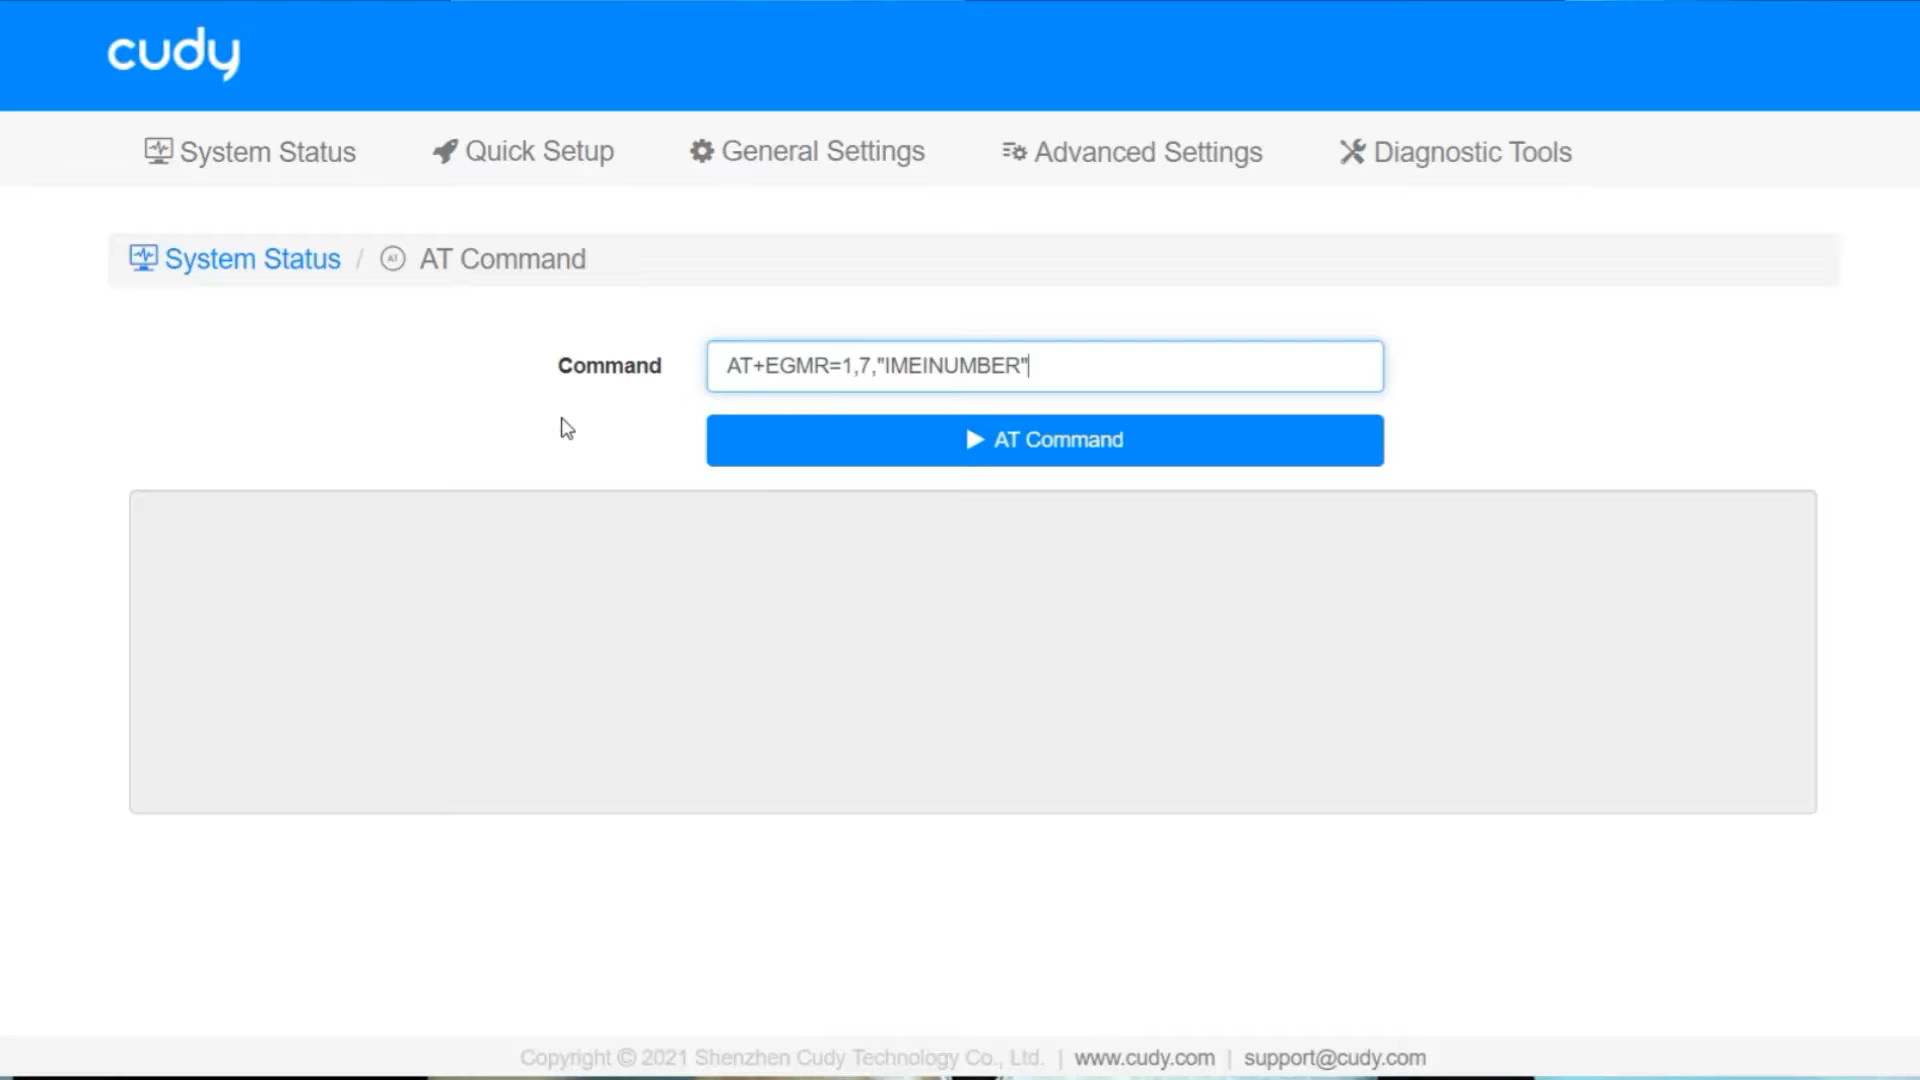 cudy
System Status Quick Setup General Settings Advanced Settings Diagnostic Tools
System Status / AT AT Command
Command AT+EGMR=1,7,"IMEINUMBER"
AT Command
Copyright © 2021 Shenzhen Cudy Technology Co., Ltd. | www.cudy.com | support@cudy.com